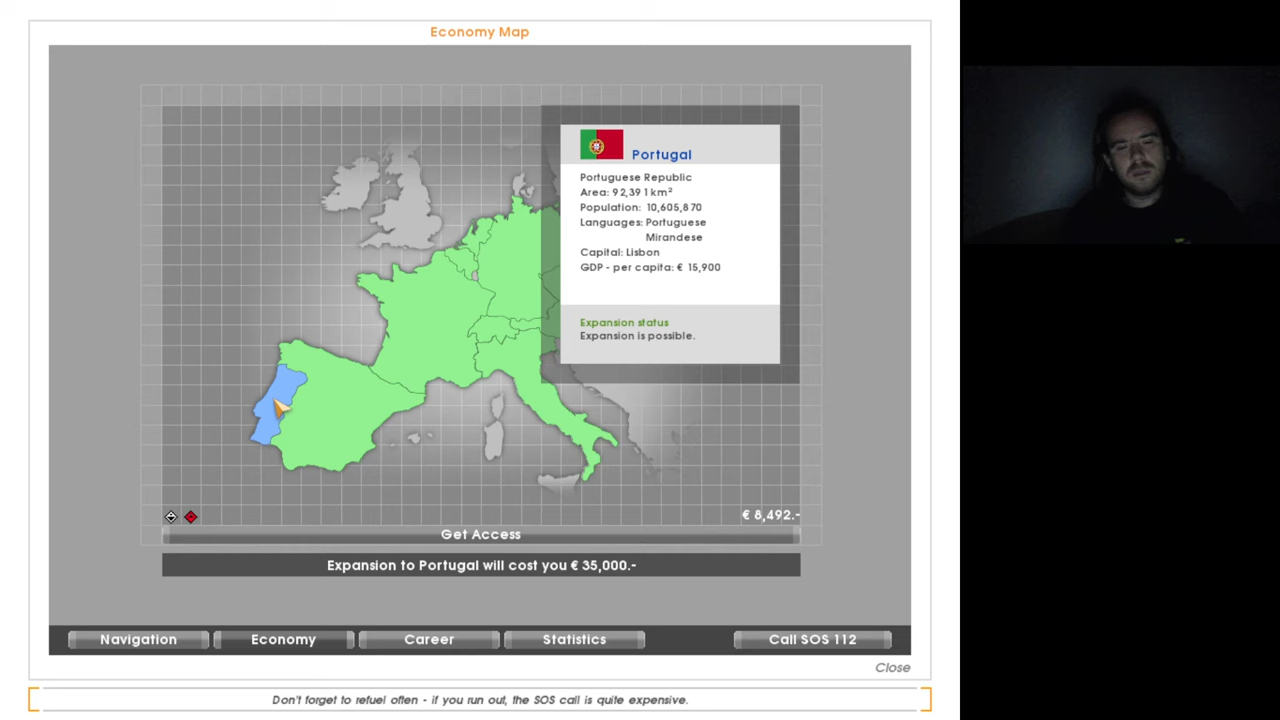 Economy Map
Portugal
Portuguese Republic
Area: 92,391 km²
Population: 10,605,870
Languages: Portuguese
Mirandese
Capital: Lisbon
GDP - per capita: € 15,900
Expansion status
Expansion is possible.
€ 8,492.-
Get Access
Expansion to Portugal will cost you € 35,000.-
Navigation
Economy
Career
Statistics
Call SOS 112
Close
Don't forget to refuel often - if you run out, the SOS call is quite expensive.